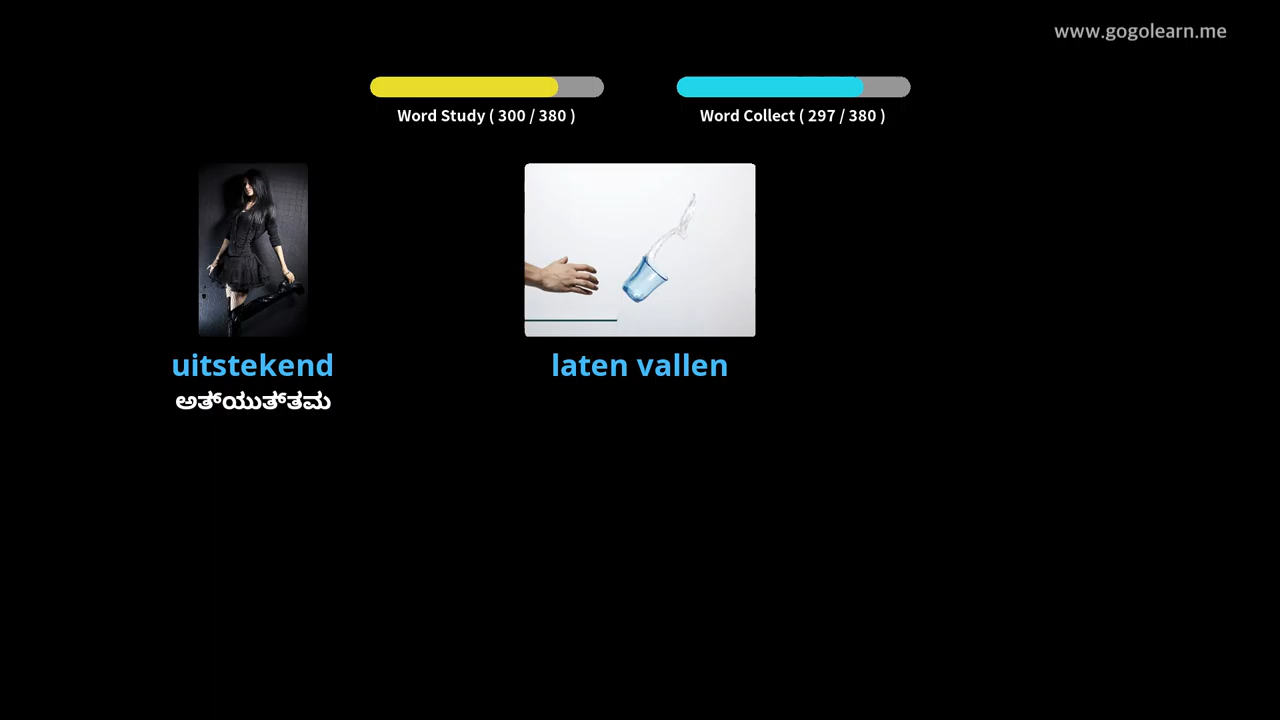 www.gogolearn.me
Word Study ( 300 / 380 )
Word Collect ( 297 / 380 )
uitstekend
laten vallen
ಅತ್‌ಯುತ್‌ತಮ